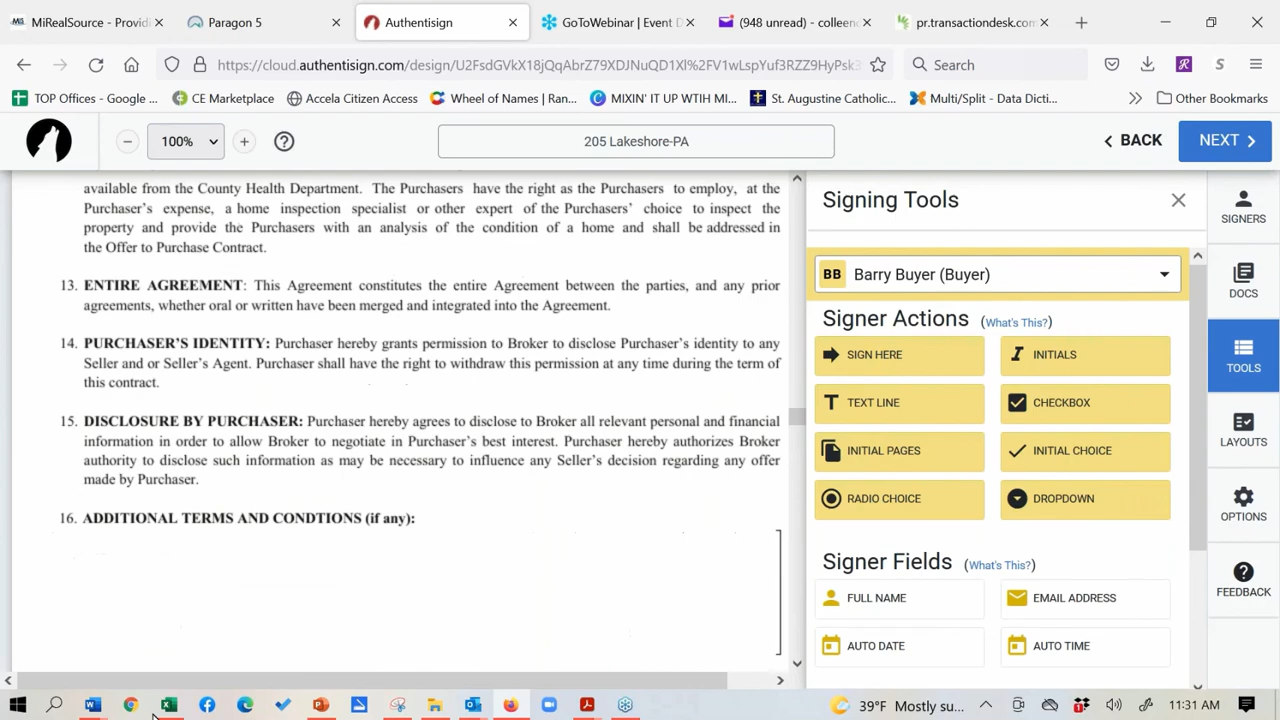 MiRealSource - Providi
Paragon 5
Authentisign
GoToWebinar | Event D
(948 unread) - colleen
pr.transactiondesk.com
https://cloud.authentisign.com/design/
Search
TOP Offices - Google ...
CE Marketplace
Accela Citizen Access
Wheel of Names | Ran...
MIXIN' IT UP WTIH MI...
St. Augustine Catholic...
Multi/Split - Data Dicti...
Other Bookmarks
100%
205 Lakeshore-PA
BACK
NEXT
available from the County Health Department. The Purchasers have the right as the Purchasers to employ, at the
Purchaser's expense, a home inspection specialist or other expert of the Purchasers' choice to inspect the
property and provide the Purchasers with an analysis of the condition of a home and shall be addressed in
the Offer to Purchase Contract.
13. ENTIRE AGREEMENT: This Agreement constitutes the entire Agreement between the parties, and any prior
agreements, whether oral or written have been merged and integrated into the Agreement.
14. PURCHASER'S IDENTITY: Purchaser hereby grants permission to Broker to disclose Purchaser's identity to any
Seller and or Seller's Agent. Purchaser shall have the right to withdraw this permission at any time during the term of
this contract.
15. DISCLOSURE BY PURCHASER: Purchaser hereby agrees to disclose to Broker all relevant personal and financial
information in order to allow Broker to negotiate in Purchaser's best interest. Purchaser hereby authorizes Broker
authority to disclose such information as may be necessary to influence any Seller's decision regarding any offer
made by Purchaser.
16. ADDITIONAL TERMS AND CONDTIONS (if any):
Signing Tools
BB Barry Buyer (Buyer)
Signer Actions (What's This?)
SIGN HERE
INITIALS
TEXT LINE
CHECKBOX
INITIAL PAGES
INITIAL CHOICE
RADIO CHOICE
DROPDOWN
Signer Fields (What's This?)
FULL NAME
EMAIL ADDRESS
AUTO DATE
AUTO TIME
SIGNERS
DOCS
TOOLS
LAYOUTS
OPTIONS
FEEDBACK
39°F Mostly su...
11:31 AM